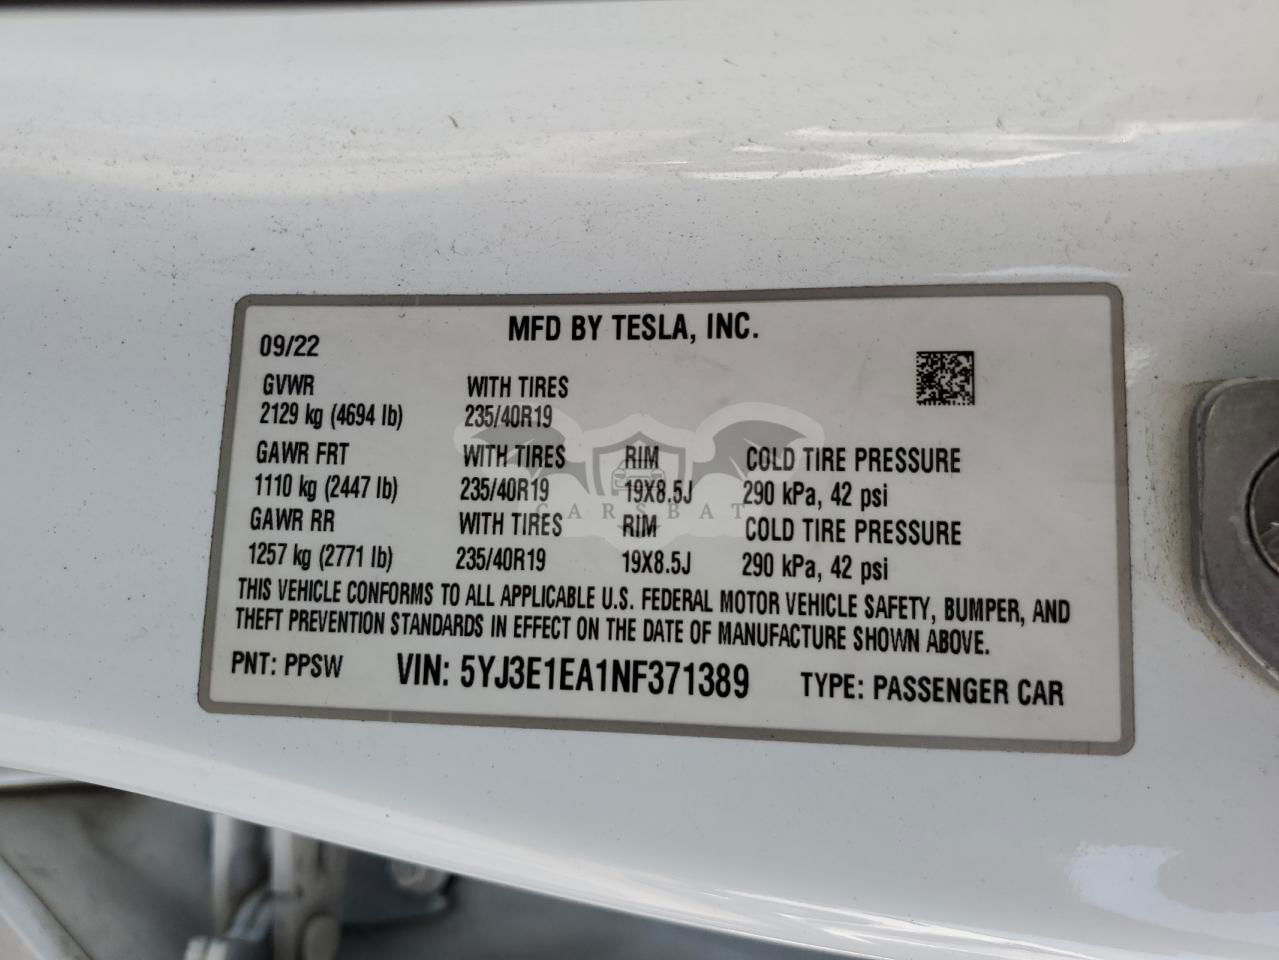 MFD BY TESLA, INC.
09/22
GVWR WITH TIRES
2129 kg (4694 lb) 235/40R19
GAWR FRT WITH TIRES RIM COLD TIRE PRESSURE
1110 kg (2447 lb) 235/40R19 19X8.5J 290 kPa, 42 psi
CARSBAT
GAWR RR WITH TIRES RIM COLD TIRE PRESSURE
1257 kg (2771 lb) 235/40R19 19X8.5J 290 kPa, 42 psi
THIS VEHICLE CONFORMS TO ALL APPLICABLE U.S. FEDERAL MOTOR VEHICLE SAFETY, BUMPER, AND
THEFT PREVENTION STANDARDS IN EFFECT ON THE DATE OF MANUFACTURE SHOWN ABOVE.
PNT: PPSW VIN: 5YJ3E1EA1NF371389 TYPE: PASSENGER CAR